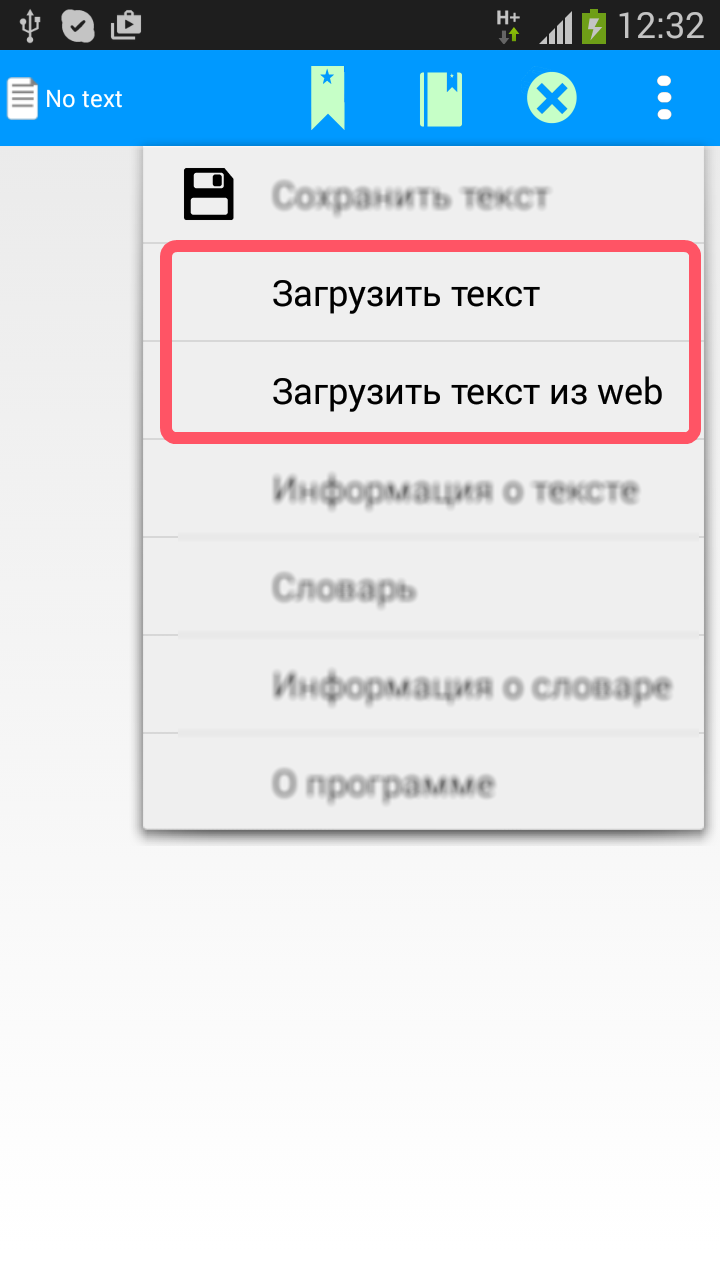 H+
12:32
No text
Сохранить текст
Загрузить текст
Загрузить текст из web
Информация о тексте
Словарь
Информация о словаре
О программе